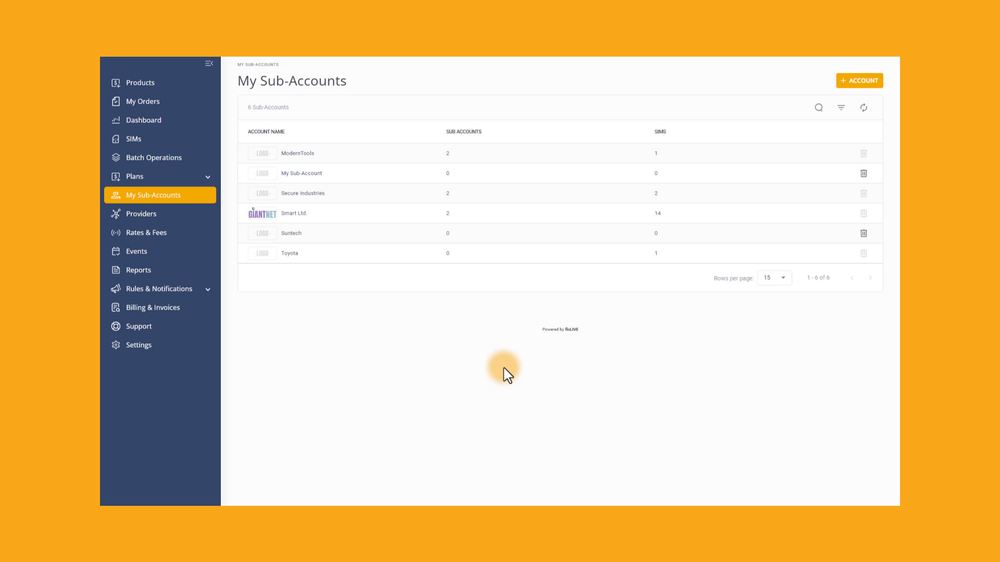 Products
My Orders
Dashboard
SIMs
Batch Operations
Plans
My Sub-Accounts
Providers
Rates & Fees
Events
Reports
Rules & Notifications
Billing & Invoices
Support
Settings
MY SUB-ACCOUNTS
My Sub-Accounts
+ ACCOUNT
6 Sub-Accounts
ACCOUNT NAME SUB ACCOUNTS SIMS
LOGO ModernTools 2 1
LOGO My Sub-Account 0 0
LOGO Secure Industries 2 2
GIANTNET Smart Ltd. 2 14
LOGO Suntech 0 0
LOGO Toyota 0 1
Rows per page: 15 1 - 6 of 6
Powered by floLIVE